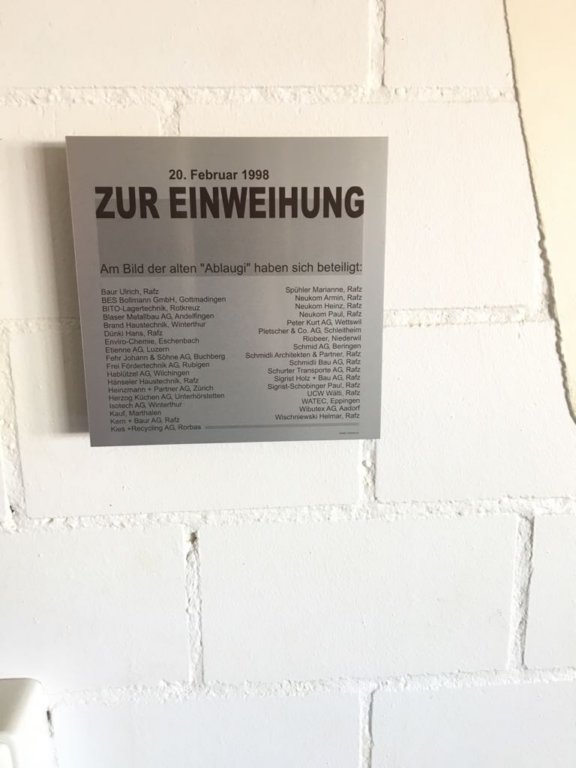 20. Februar 1998
ZUR EINWEIHUNG
Am Bild der alten "Ablaugi" haben sich beteiligt:
Baur Ulrich, Rafz
BES Bollmann GmbH, Gottmadingen
BITO-Lagertechnik, Rotkreuz
Blaser Metallbau AG, Andelfingen
Brand Haustechnik, Winterthur
Dünki Hans, Rafz
Enviro-Chemie, Eschenbach
Etienne AG, Luzern
Fehr Johann & Söhne AG, Buchberg
Frei Fördertechnik AG, Rubigen
Hablützel AG, Wilchingen
Hänseler Haustechnik, Rafz
Heinzmann + Partner AG, Zürich
Herzog Küchen AG, Unterhörstetten
Isotech AG, Winterthur
Kauf, Marthalen
Kern + Baur AG, Rafz
Kies +Recycling AG, Rorbas
Spühler Marianne, Rafz
Neukom Armin, Rafz
Neukom Heinz, Rafz
Neukom Paul, Rafz
Peter Kurt AG, Wettswil
Pletscher & Co. AG, Schleitheim
Riobeer, Niederwil
Schmid AG, Beringen
Schmidli Architekten & Partner, Rafz
Schmidli Bau AG, Rafz
Schurter Transporte AG, Rafz
Sigrist Holz + Bau AG, Rafz
Sigrist-Schobinger Paul, Rafz
UCW Wälti, Rafz
WATEC, Eppingen
Wibutex AG, Aadorf
Wischniewski Heimar, Rafz